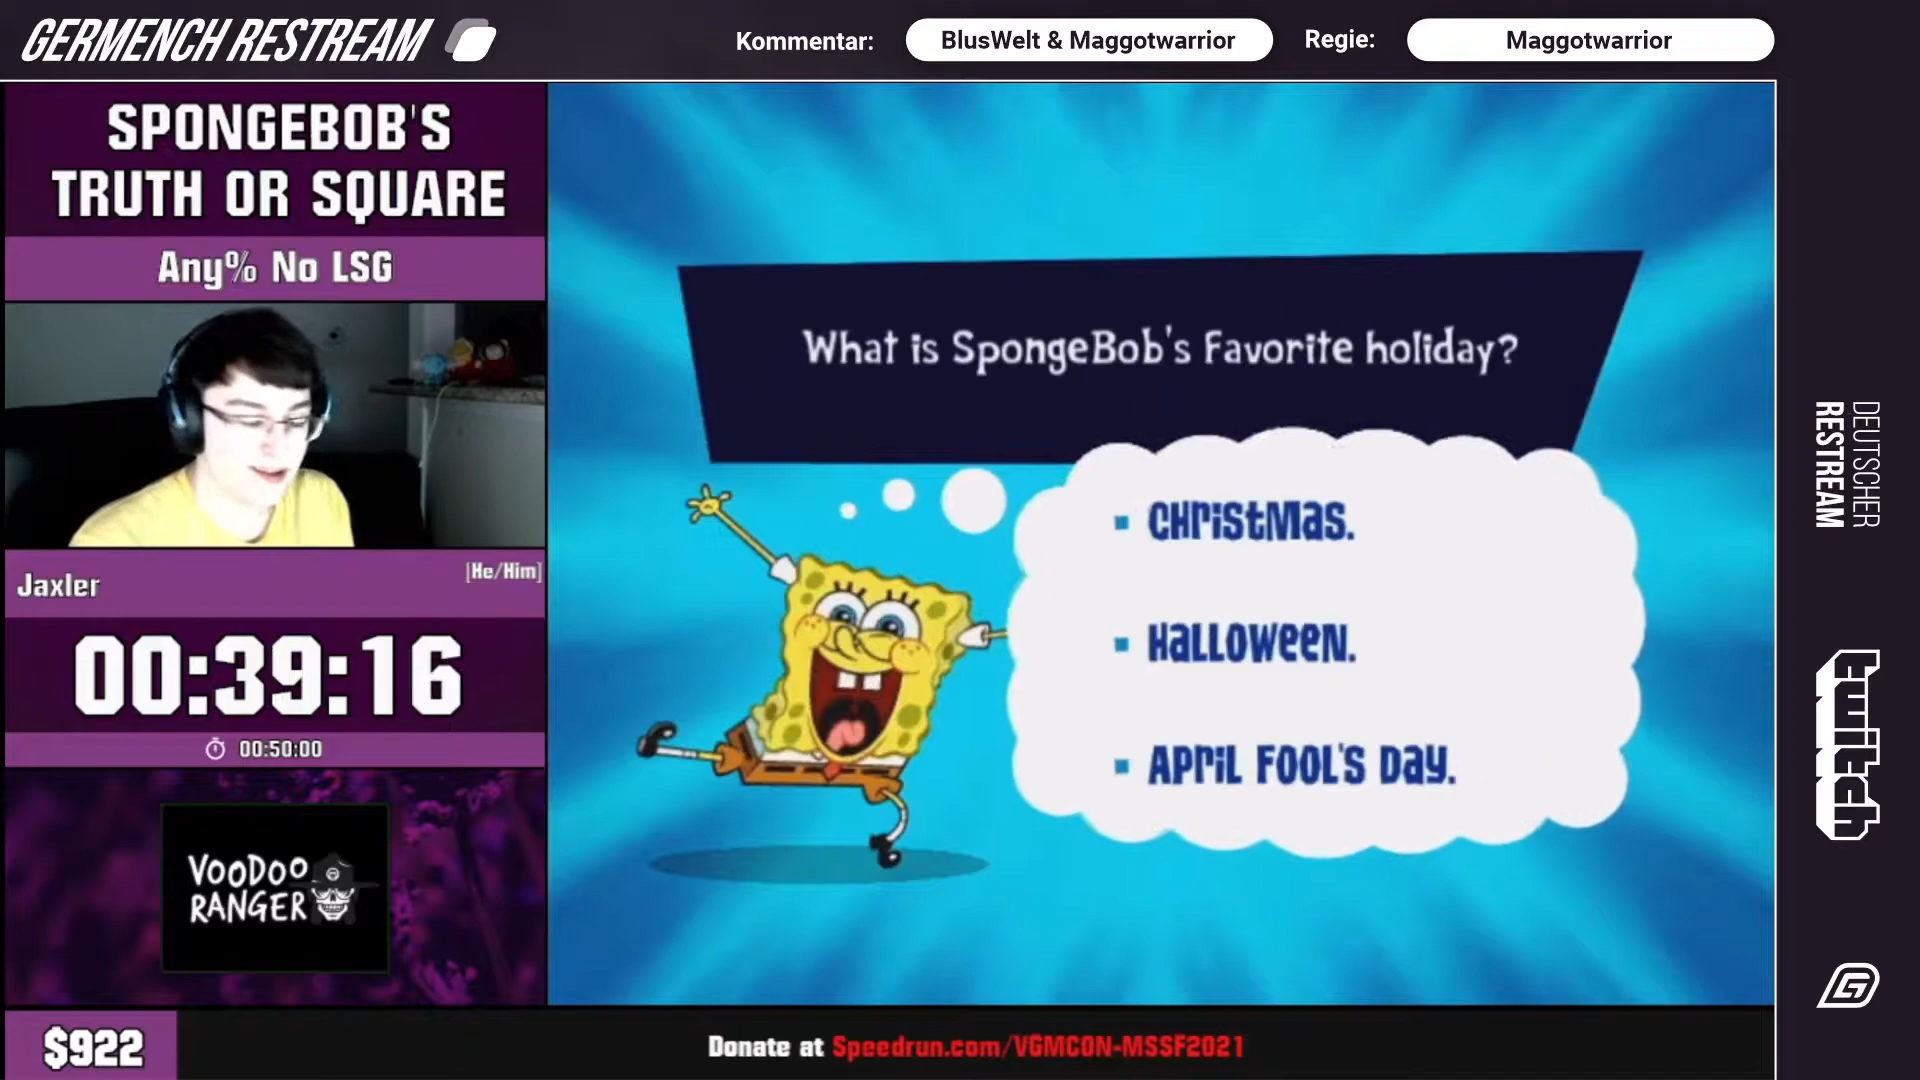 GERMENCH RESTREAM
Kommentar:
BlusWelt & Maggotwarrior
Regie:
Maggotwarrior
SPONGEBOB'S
TRUTH OR SQUARE
Any% No LSG
Jaxler
[He/Him]
00:39:16
00:50:00
VOODOO
RANGER
$922
What is SpongeBob's Favorite holiday?
CHristmas.
Halloween.
April Fool's Day.
Donate at Speedrun.com/VGMCON-MSSF2021
DEUTSCHER
RESTREAM
twitch
G